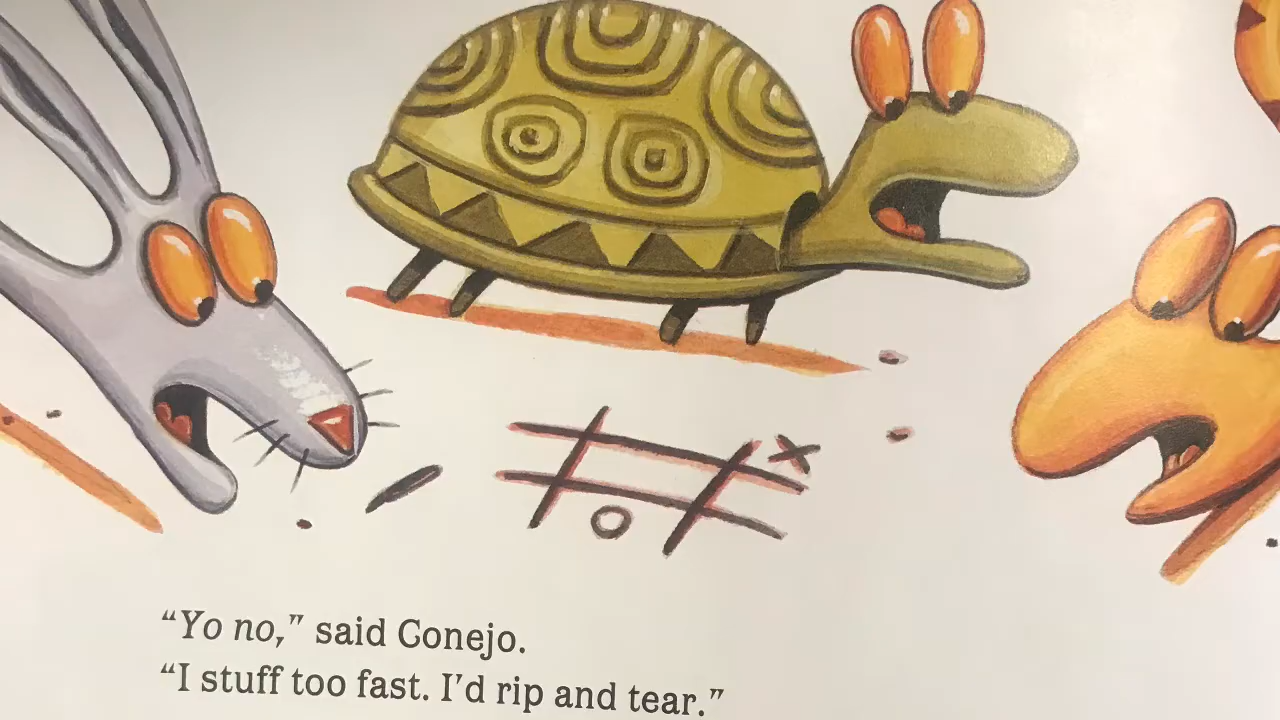 “Yo no,” said Conejo.
“I stuff too fast. I’d rip and tear.”